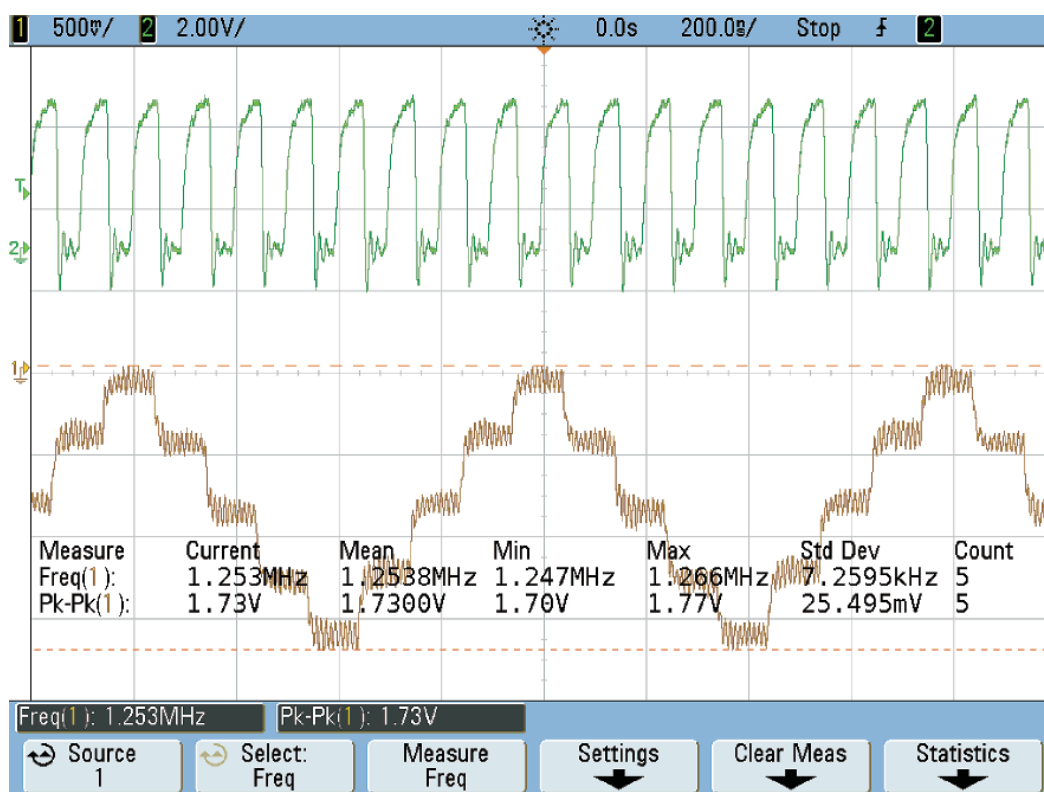 1 500mV/ 2 2.00V/ 0.0s 200.0ns/ Stop 2
T
2
1
Measure Current Mean Min Max Std Dev Count
Freq(1): 1.253MHz 1.2538MHz 1.247MHz 1.266MHz 7.2595kHz 5
Pk-Pk(1): 1.73V 1.7300V 1.70V 1.77V 25.495mV 5
Freq(1): 1.253MHz Pk-Pk(1): 1.73V
Source Select: Measure Settings Clear Meas Statistics
1 Freq Freq